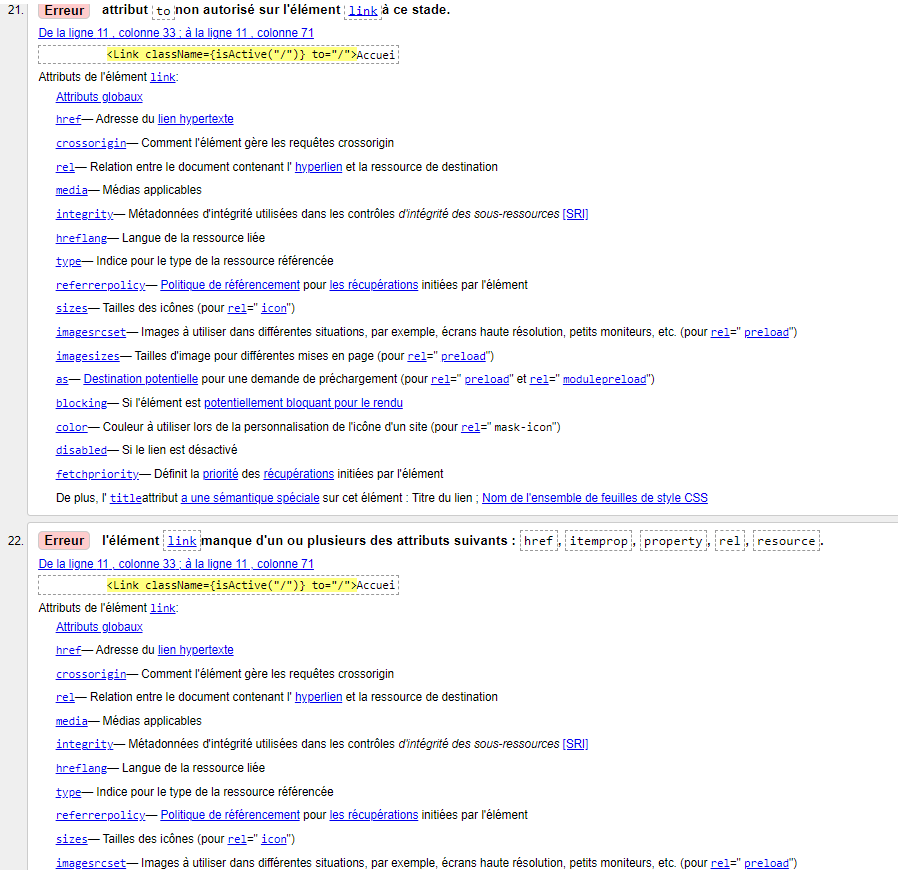 21. Erreur attribut to non autorisé sur l'élément link à ce stade.
De la ligne 11 , colonne 33 ; à la ligne 11 , colonne 71
<Link className={isActive("/")} to="/">Accuei
Attributs de l'élément link:
Attributs globaux
href— Adresse du lien hypertexte
crossorigin— Comment l'élément gère les requêtes crossorigin
rel— Relation entre le document contenant l' hyperlien et la ressource de destination
media— Médias applicables
integrity— Métadonnées d'intégrité utilisées dans les contrôles d'intégrité des sous-ressources [SRI]
hreflang— Langue de la ressource liée
type— Indice pour le type de la ressource référencée
referrerpolicy— Politique de référencement pour les récupérations initiées par l'élément
sizes— Tailles des icônes (pour rel=" icon")
imagesrcset— Images à utiliser dans différentes situations, par exemple, écrans haute résolution, petits moniteurs, etc. (pour rel=" preload")
imagesizes— Tailles d'image pour différentes mises en page (pour rel=" preload")
as— Destination potentielle pour une demande de préchargement (pour rel=" preload" et rel=" modulepreload")
blocking— Si l'élément est potentiellement bloquant pour le rendu
color— Couleur à utiliser lors de la personnalisation de l'icône d'un site (pour rel=" mask-icon")
disabled— Si le lien est désactivé
fetchpriority— Définit la priorité des récupérations initiées par l'élément
De plus, l' titleattribut a une sémantique spéciale sur cet élément : Titre du lien ; Nom de l'ensemble de feuilles de style CSS
22. Erreur l'élément link manque d'un ou plusieurs des attributs suivants : href, itemprop, property, rel, resource.
De la ligne 11 , colonne 33 ; à la ligne 11 , colonne 71
<Link className={isActive("/")} to="/">Accuei
Attributs de l'élément link:
Attributs globaux
href— Adresse du lien hypertexte
crossorigin— Comment l'élément gère les requêtes crossorigin
rel— Relation entre le document contenant l' hyperlien et la ressource de destination
media— Médias applicables
integrity— Métadonnées d'intégrité utilisées dans les contrôles d'intégrité des sous-ressources [SRI]
hreflang— Langue de la ressource liée
type— Indice pour le type de la ressource référencée
referrerpolicy— Politique de référencement pour les récupérations initiées par l'élément
sizes— Tailles des icônes (pour rel=" icon")
imagesrcset— Images à utiliser dans différentes situations, par exemple, écrans haute résolution, petits moniteurs, etc. (pour rel=" preload")